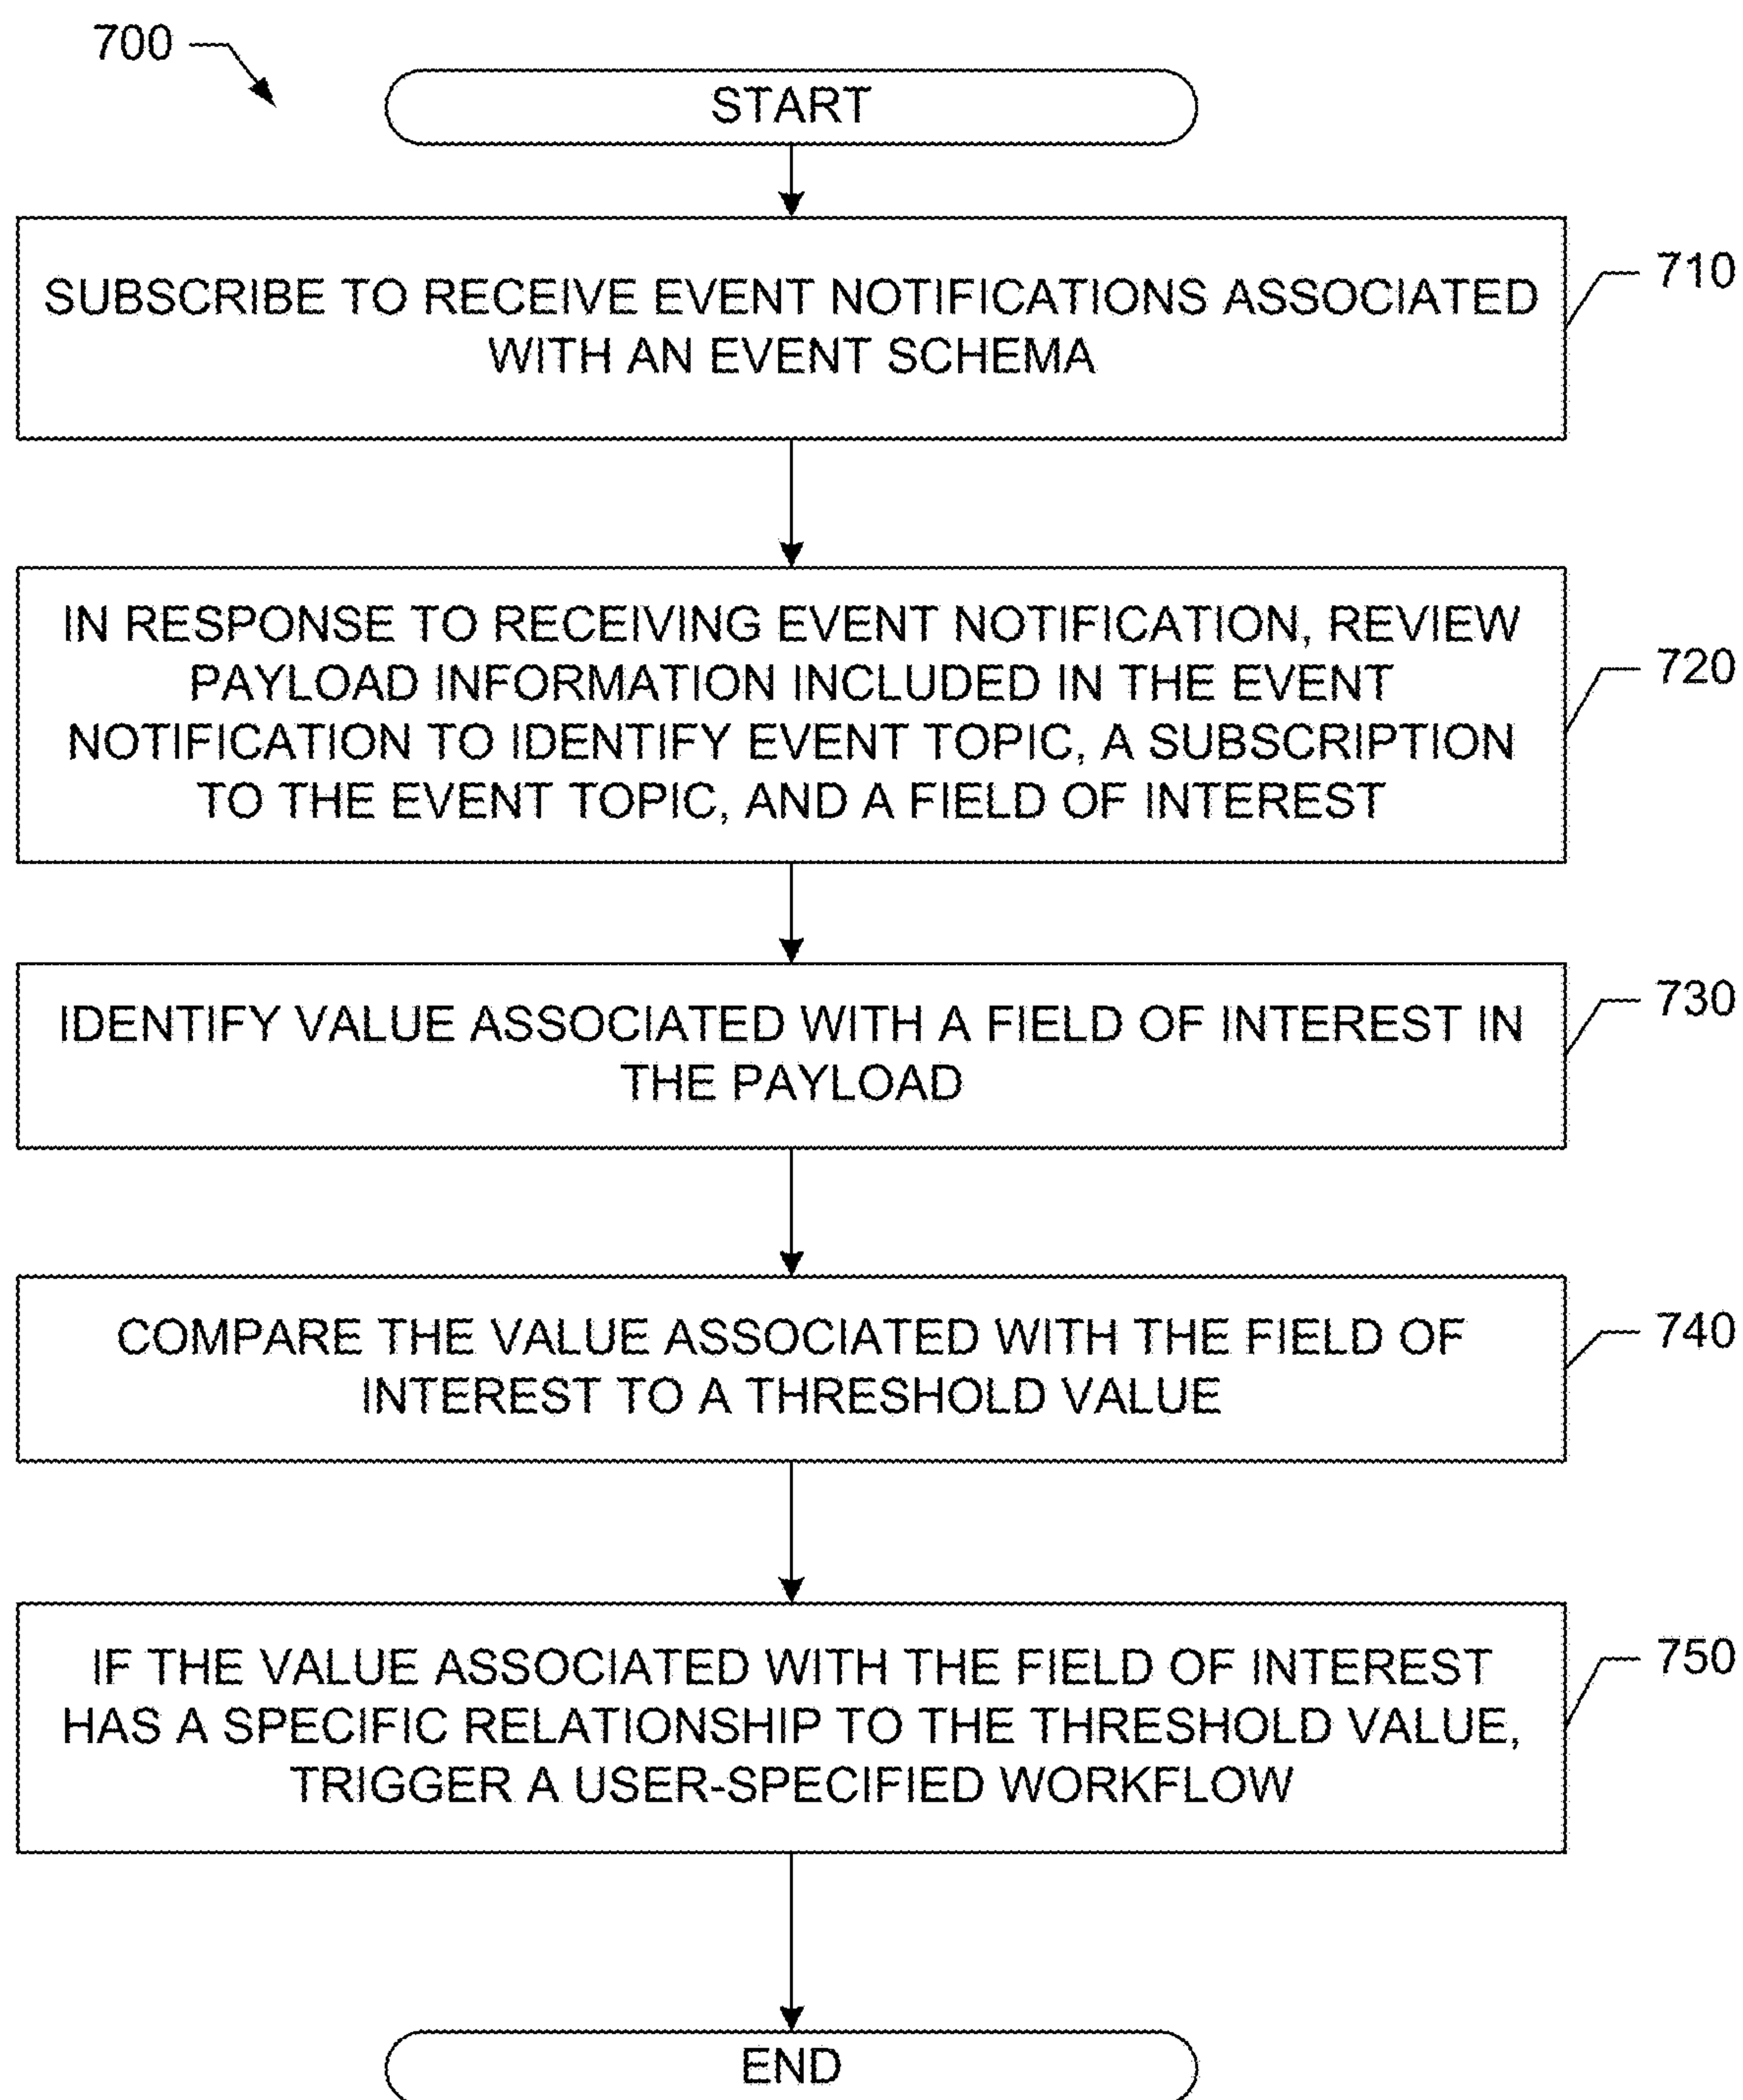 700
START
SUBSCRIBE TO RECEIVE EVENT NOTIFICATIONS ASSOCIATED
WITH AN EVENT SCHEMA
710
IN RESPONSE TO RECEIVING EVENT NOTIFICATION, REVIEW
PAYLOAD INFORMATION INCLUDED IN THE EVENT
NOTIFICATION TO IDENTIFY EVENT TOPIC, A SUBSCRIPTION
TO THE EVENT TOPIC, AND A FIELD OF INTEREST
720
IDENTIFY VALUE ASSOCIATED WITH A FIELD OF INTEREST IN
THE PAYLOAD
730
COMPARE THE VALUE ASSOCIATED WITH THE FIELD OF
INTEREST TO A THRESHOLD VALUE
740
IF THE VALUE ASSOCIATED WITH THE FIELD OF INTEREST
HAS A SPECIFIC RELATIONSHIP TO THE THRESHOLD VALUE,
TRIGGER A USER-SPECIFIED WORKFLOW
750
END